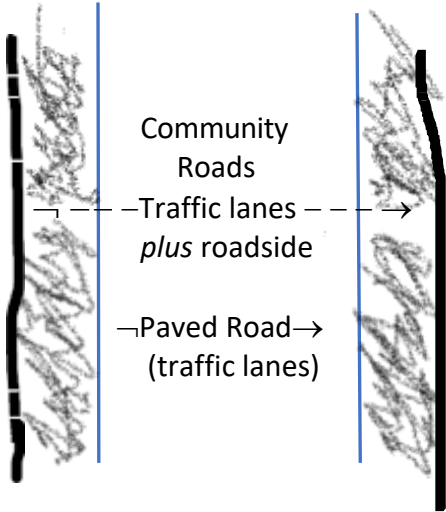 Community
Roads
¬ – – –Traffic lanes – – – →
plus roadside
¬Paved Road→
(traffic lanes)